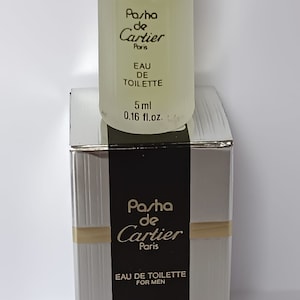 Pasha
de
Cartier
Paris
EAU
DE
TOILETTE
5 ml
0.16 fl.oz.
Pasha
de
Cartier
Paris
EAU DE TOILETTE
FOR MEN